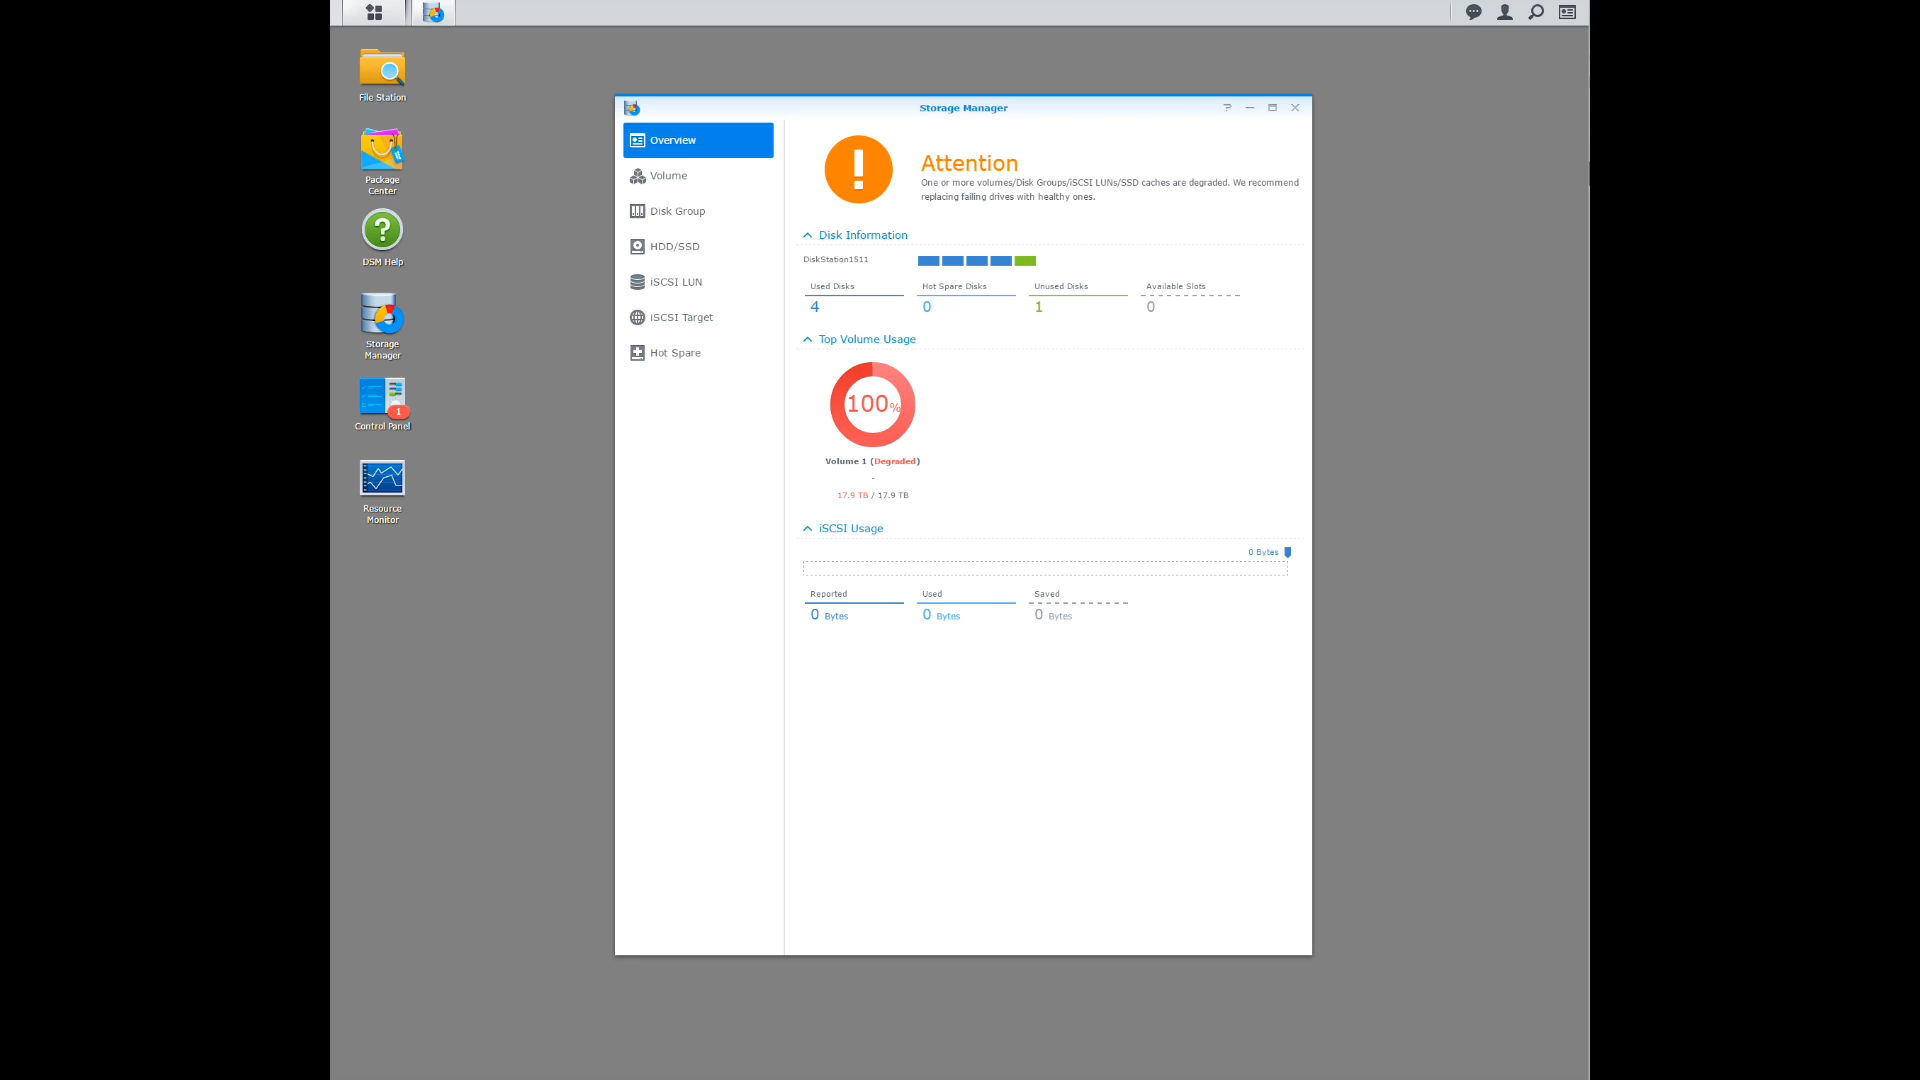 File Station
Package
Center
DSM Help
Storage
Manager
1
Control Panel
Resource
Monitor
Storage Manager
Overview
Volume
Disk Group
HDD/SSD
iSCSI LUN
iSCSI Target
Hot Spare
Attention
One or more volumes/Disk Groups/iSCSI LUNs/SSD caches are degraded. We recommend
replacing failing drives with healthy ones.
Disk Information
DiskStation1511
Used Disks Hot Spare Disks Unused Disks Available Slots
4 0 1 0
Top Volume Usage
100%
Volume 1 (Degraded)
-
17.9 TB / 17.9 TB
iSCSI Usage
0 Bytes
Reported Used Saved
0 Bytes 0 Bytes 0 Bytes